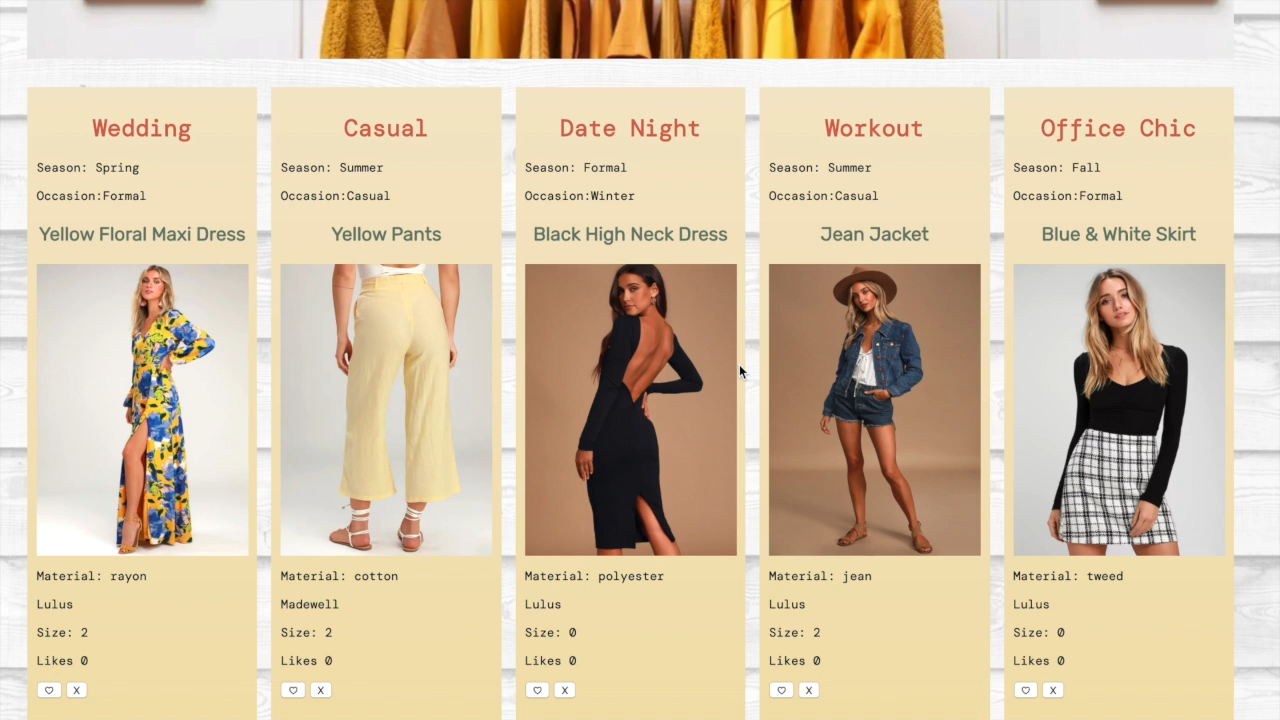 Wedding
Season: Spring
Occasion:Formal
Yellow Floral Maxi Dress
Material: rayon
Lulus
Size: 2
Likes 0
♡ X
Casual
Season: Summer
Occasion:Casual
Yellow Pants
Material: cotton
Madewell
Size: 2
Likes 0
♡ X
Date Night
Season: Formal
Occasion:Winter
Black High Neck Dress
Material: polyester
Lulus
Size: 0
Likes 0
♡ X
Workout
Season: Summer
Occasion:Casual
Jean Jacket
Material: jean
Lulus
Size: 2
Likes 0
♡ X
Office Chic
Season: Fall
Occasion:Formal
Blue & White Skirt
Material: tweed
Lulus
Size: 0
Likes 0
♡ X